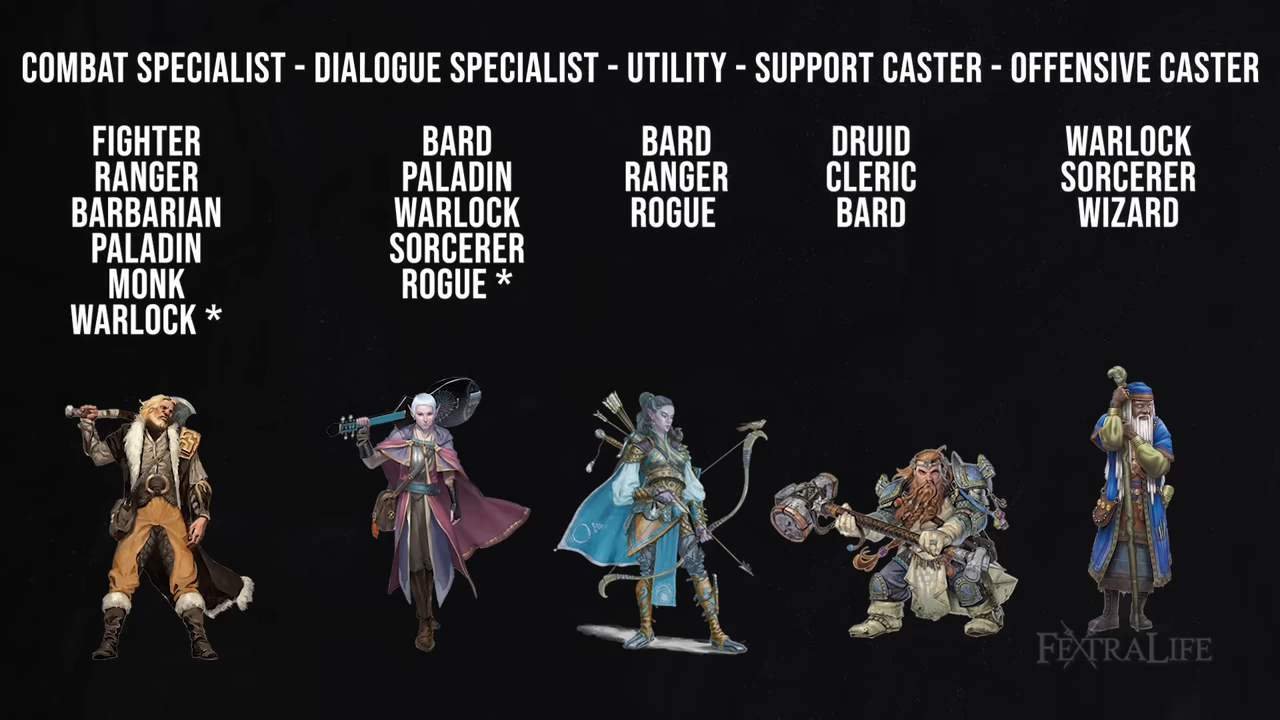 COMBAT SPECIALIST - DIALOGUE SPECIALIST - UTILITY - SUPPORT CASTER - OFFENSIVE CASTER
FIGHTER
RANGER
BARBARIAN
PALADIN
MONK
WARLOCK *
BARD
PALADIN
WARLOCK
SORCERER
ROGUE *
BARD
RANGER
ROGUE
DRUID
CLERIC
BARD
WARLOCK
SORCERER
WIZARD
FEXTRALIFE